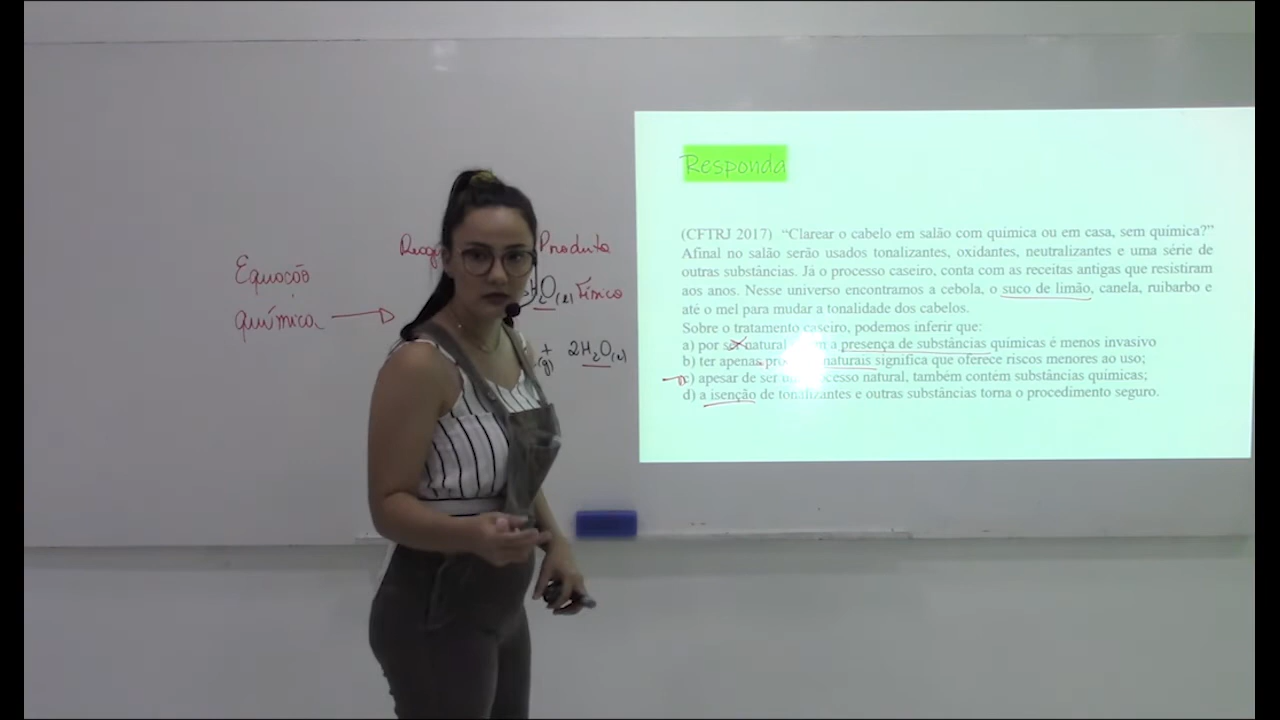 Equação
química
Produto
H₂O(l) Físico
+ 2H₂O(l)
(g)
Responda
(CFTRJ 2017) “Clarear o cabelo em salão com química ou em casa, sem química?”
Afinal no salão serão usados tonalizantes, oxidantes, neutralizantes e uma série de
outras substâncias. Já o processo caseiro, conta com as receitas antigas que resistiram
aos anos. Nesse universo encontramos a cebola, o suco de limão, canela, ruibarbo e
até o mel para mudar a tonalidade dos cabelos.
Sobre o tratamento caseiro, podemos inferir que:
a) por ser natural a presença de substâncias químicas é menos invasivo
b) ter apenas naturais significa que oferece riscos menores ao uso;
c) apesar de ser um processo natural, também contém substâncias químicas;
d) a isenção de tonalizantes e outras substâncias torna o procedimento seguro.